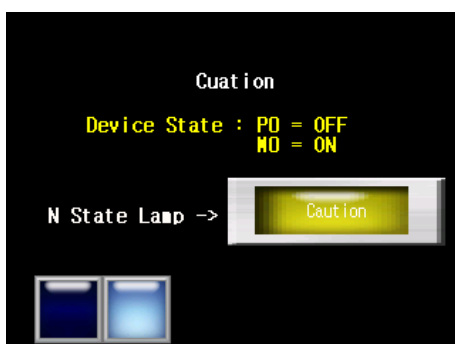 Cuation
Device State : P0 = OFF
M0 = ON
N State Lamp ->
Caution